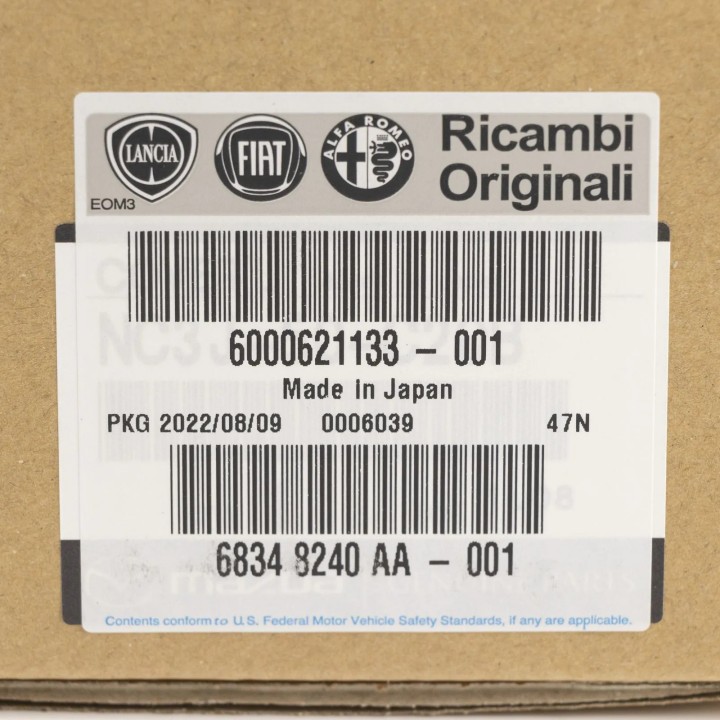 LANCIA
FIAT
ALFA ROMEO
Ricambi
Originali
EOM3
6000621133 - 001
Made in Japan
PKG 2022/08/09 0006039 47N
6834 8240 AA - 001
mazda
Contents conform to U.S. Federal Motor Vehicle Safety Standards, if any are applicable.